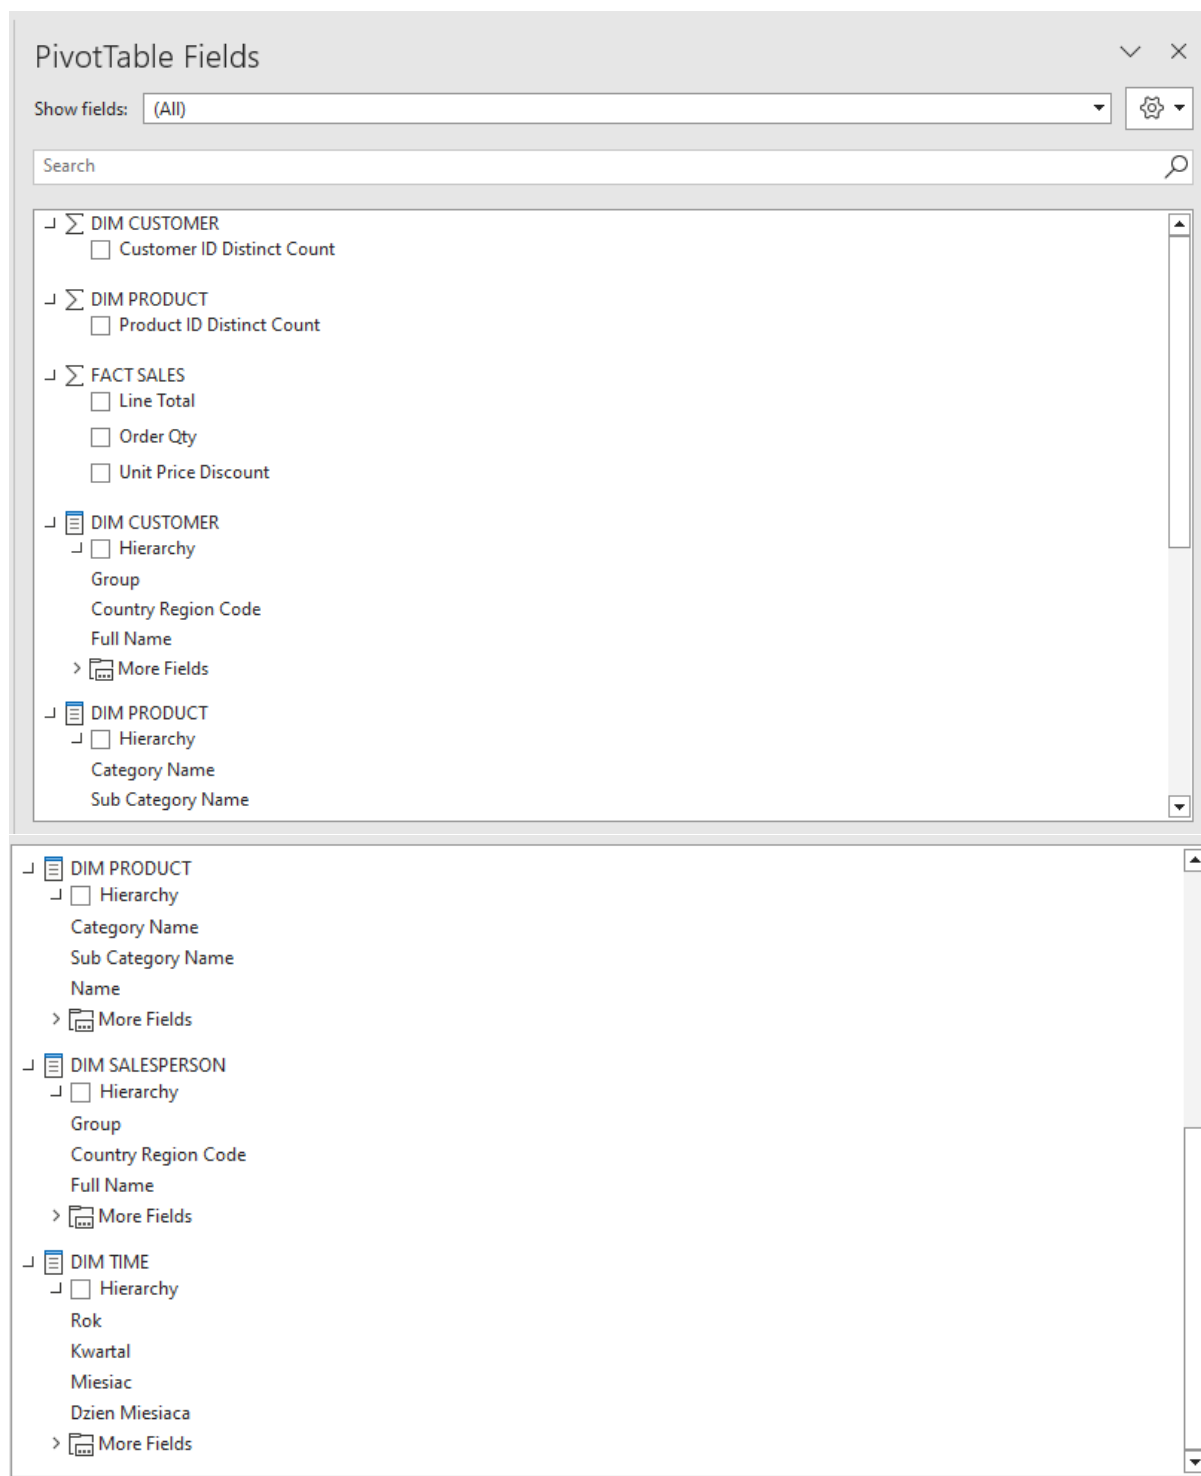 PivotTable Fields
Show fields: (All)
Search
DIM CUSTOMER
Customer ID Distinct Count
DIM PRODUCT
Product ID Distinct Count
FACT SALES
Line Total
Order Qty
Unit Price Discount
DIM CUSTOMER
Hierarchy
Group
Country Region Code
Full Name
More Fields
DIM PRODUCT
Hierarchy
Category Name
Sub Category Name
DIM PRODUCT
Hierarchy
Category Name
Sub Category Name
Name
More Fields
DIM SALESPERSON
Hierarchy
Group
Country Region Code
Full Name
More Fields
DIM TIME
Hierarchy
Rok
Kwartal
Miesiac
Dzien Miesiaca
More Fields